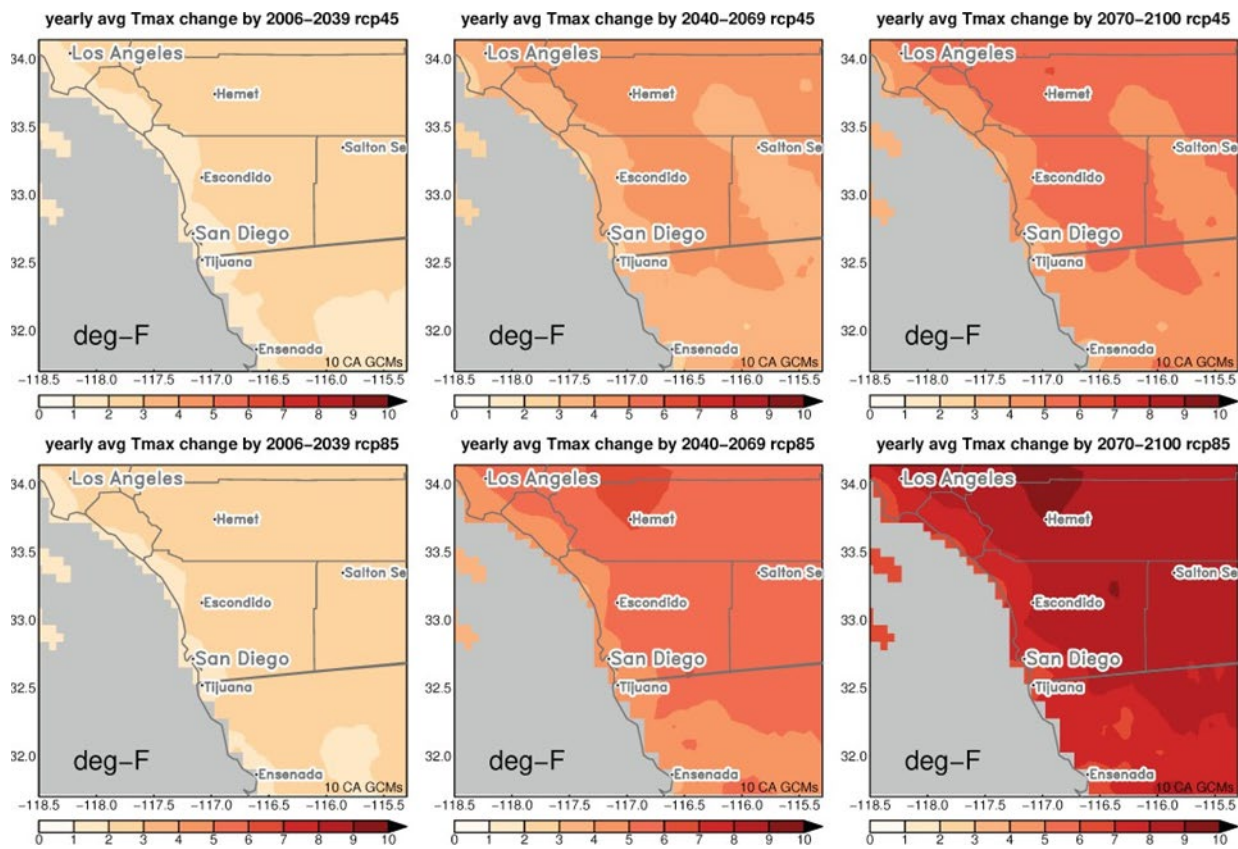 yearly avg Tmax change by 2006−2039 rcp45
34.0
33.5
33.0
32.5
32.0
Los Angeles
Hemet
Salton Se
Escondido
San Diego
Tijuana
Ensenada
deg−F
10 CA GCMs
−118.5 −118.0 −117.5 −117.0 −116.5 −116.0 −115.5
0 1 2 3 4 5 6 7 8 9 10
yearly avg Tmax change by 2040−2069 rcp45
34.0
33.5
33.0
32.5
32.0
Los Angeles
Hemet
Salton Se
Escondido
San Diego
Tijuana
Ensenada
deg−F
10 CA GCMs
−118.5 −118.0 −117.5 −117.0 −116.5 −116.0 −115.5
0 1 2 3 4 5 6 7 8 9 10
yearly avg Tmax change by 2070−2100 rcp45
34.0
33.5
33.0
32.5
32.0
Los Angeles
Hemet
Salton Se
Escondido
San Diego
Tijuana
Ensenada
deg−F
10 CA GCMs
−118.5 −118.0 −117.5 −117.0 −116.5 −116.0 −115.5
0 1 2 3 4 5 6 7 8 9 10
yearly avg Tmax change by 2006−2039 rcp85
34.0
33.5
33.0
32.5
32.0
Los Angeles
Hemet
Salton Se
Escondido
San Diego
Tijuana
Ensenada
deg−F
10 CA GCMs
−118.5 −118.0 −117.5 −117.0 −116.5 −116.0 −115.5
0 1 2 3 4 5 6 7 8 9 10
yearly avg Tmax change by 2040−2069 rcp85
34.0
33.5
33.0
32.5
32.0
Los Angeles
Hemet
Salton Se
Escondido
San Diego
Tijuana
Ensenada
deg−F
10 CA GCMs
−118.5 −118.0 −117.5 −117.0 −116.5 −116.0 −115.5
0 1 2 3 4 5 6 7 8 9 10
yearly avg Tmax change by 2070−2100 rcp85
34.0
33.5
33.0
32.5
32.0
Los Angeles
Hemet
Salton Se
Escondido
San Diego
Tijuana
Ensenada
deg−F
10 CA GCMs
−118.5 −118.0 −117.5 −117.0 −116.5 −116.0 −115.5
0 1 2 3 4 5 6 7 8 9 10